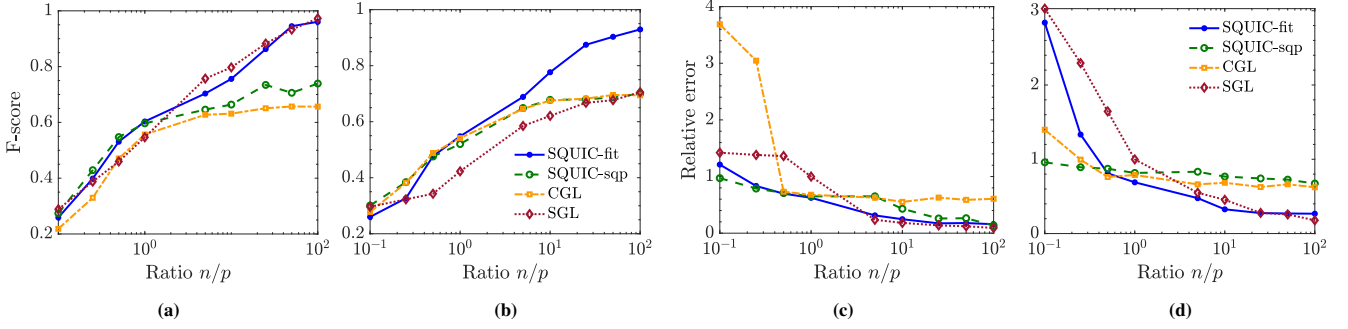 F-score
1
0.8
0.6
0.4
0.2
10^0
10^2
Ratio n/p
(a)
1
0.8
0.6
0.4
0.2
SQUIC-fit
SQUIC-sqp
CGL
SGL
10^−1
10^0
10^1
10^2
Ratio n/p
(b)
Relative error
4
3
2
1
0
10^−1
10^0
10^1
10^2
Ratio n/p
(c)
3
2
1
0
SQUIC-fit
SQUIC-sqp
CGL
SGL
10^−1
10^0
10^1
10^2
Ratio n/p
(d)